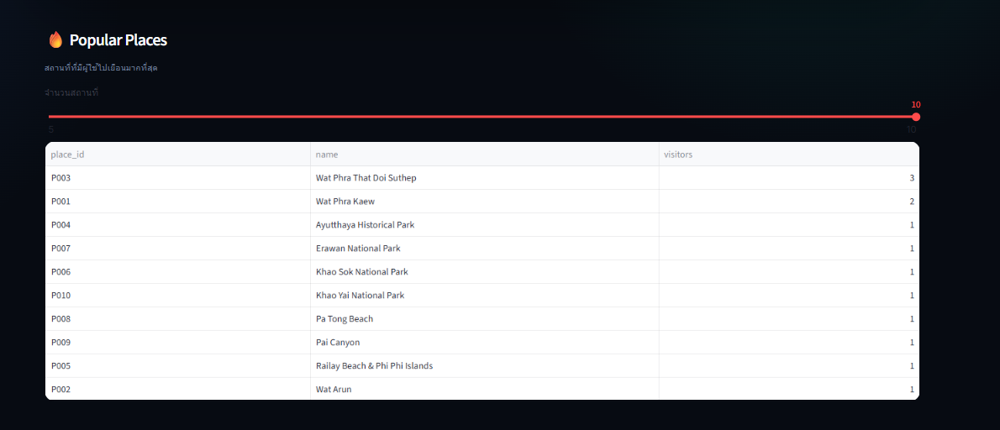 🔥 Popular Places
สถานที่ที่มีผู้ใช้ไปเยือนมากที่สุด
จำนวนสถานที่
10
5 10
place_id name visitors
P003 Wat Phra That Doi Suthep 3
P001 Wat Phra Kaew 2
P004 Ayutthaya Historical Park 1
P007 Erawan National Park 1
P006 Khao Sok National Park 1
P010 Khao Yai National Park 1
P008 Pa Tong Beach 1
P009 Pai Canyon 1
P005 Railay Beach & Phi Phi Islands 1
P002 Wat Arun 1